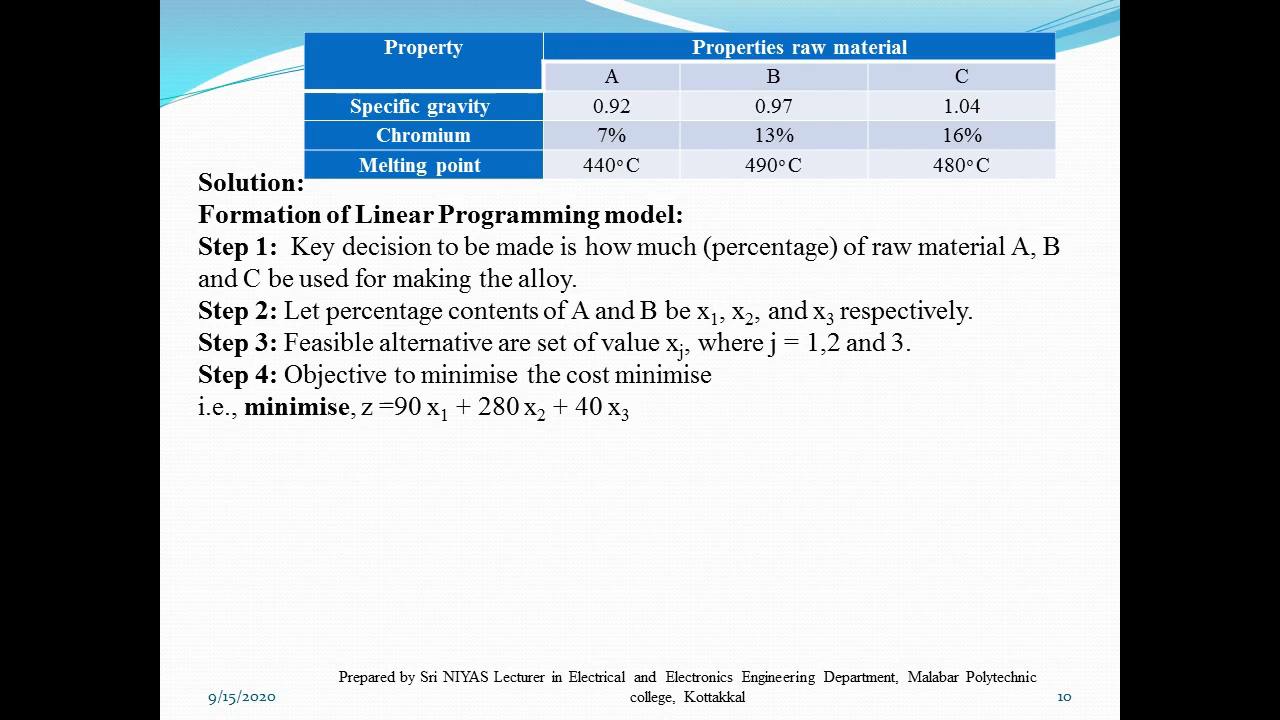 Property Properties raw material
A B C
Specific gravity 0.92 0.97 1.04
Chromium 7% 13% 16%
Melting point 440°C 490°C 480°C
Solution:
Formation of Linear Programming model:
Step 1: Key decision to be made is how much (percentage) of raw material A, B
and C be used for making the alloy.
Step 2: Let percentage contents of A and B be x₁, x₂, and x₃ respectively.
Step 3: Feasible alternative are set of value xⱼ, where j = 1,2 and 3.
Step 4: Objective to minimise the cost minimise
i.e., minimise, z =90 x₁ + 280 x₂ + 40 x₃
Prepared by Sri NIYAS Lecturer in Electrical and Electronics Engineering Department, Malabar Polytechnic
9/15/2020 college, Kottakkal 10